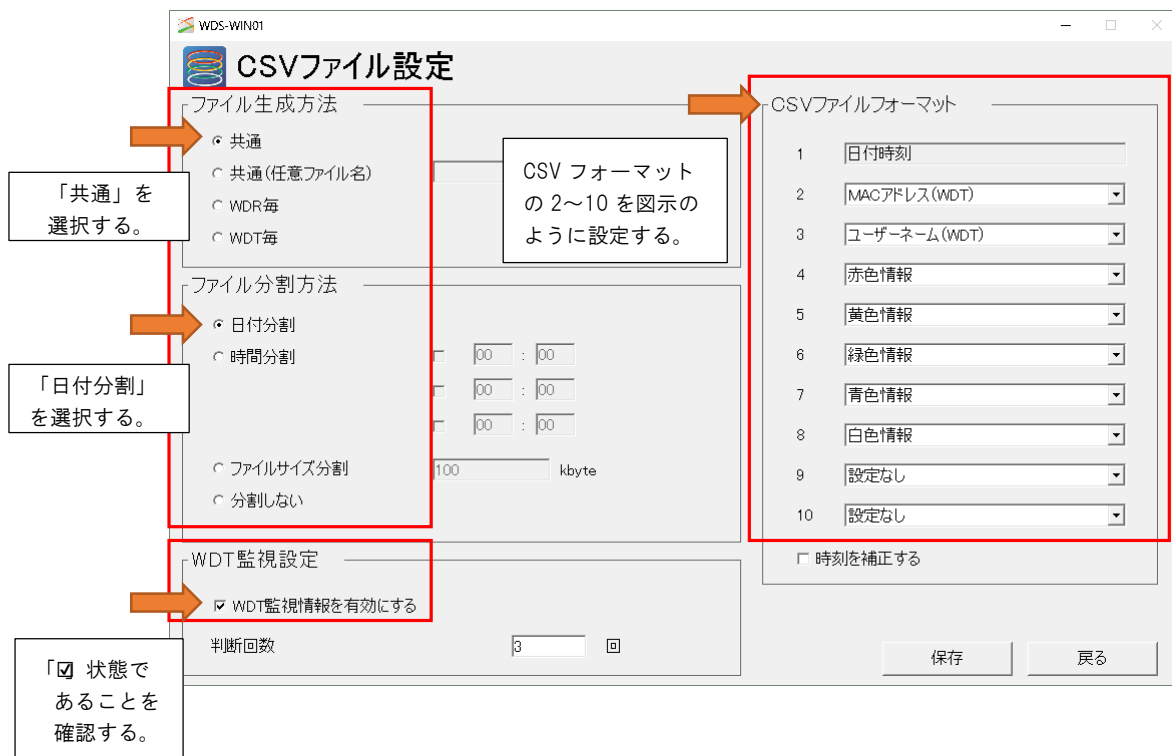 WDS-WIN01
CSVファイル設定
ファイル生成方法
共通
共通(任意ファイル名)
WDR毎
WDT毎
「共通」を
選択する。
CSV フォーマット
の 2～10 を図示の
ように設定する。
ファイル分割方法
日付分割
時間分割
00 : 00
00 : 00
00 : 00
ファイルサイズ分割
100 kbyte
分割しない
「日付分割」
を選択する。
WDT監視設定
WDT監視情報を有効にする
判断回数 3 回
「☑ 状態で
あることを
確認する。
CSVファイルフォーマット
1 日付時刻
2 MACアドレス(WDT)
3 ユーザーネーム(WDT)
4 赤色情報
5 黄色情報
6 緑色情報
7 青色情報
8 白色情報
9 設定なし
10 設定なし
時刻を補正する
保存 戻る